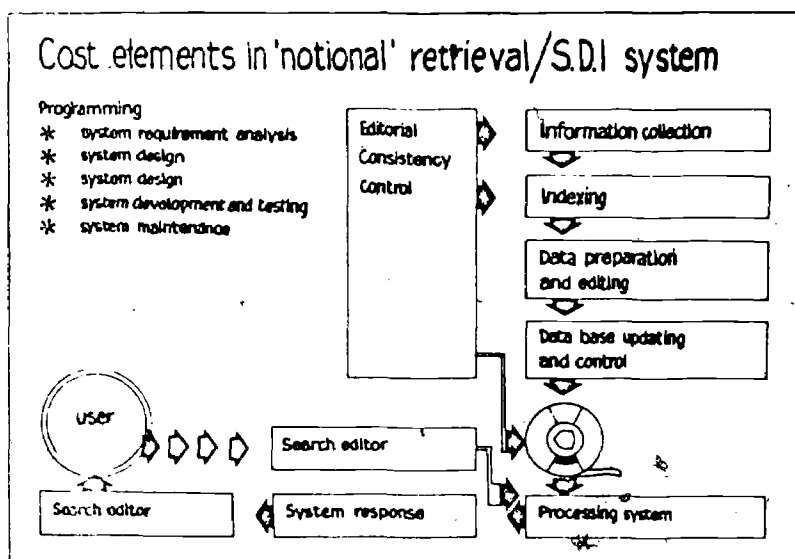 Cost elements in 'notional' retrieval/S.D.I system
Programming
* system requirement analysis
* system design
* system design
* system development and testing
* system maintenance
Editorial
Consistency
Control
Information collection
Indexing
Data preparation
and editing
Data base updating
and control
user
Search editor
Search editor
System response
Processing system